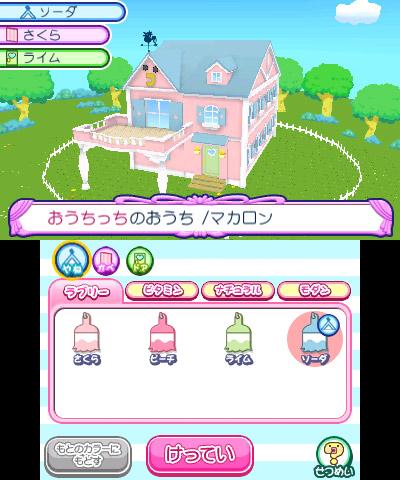 ソーダ
さくら
ライム
おうちっちのおうち /マカロン
やね
かべ
ドア
ラブリー
ビタミン
ナチュラル
モダン
さくら
ピーチ
ライム
ソーダ
もとのカラーに
もどす
けってい
せつめい